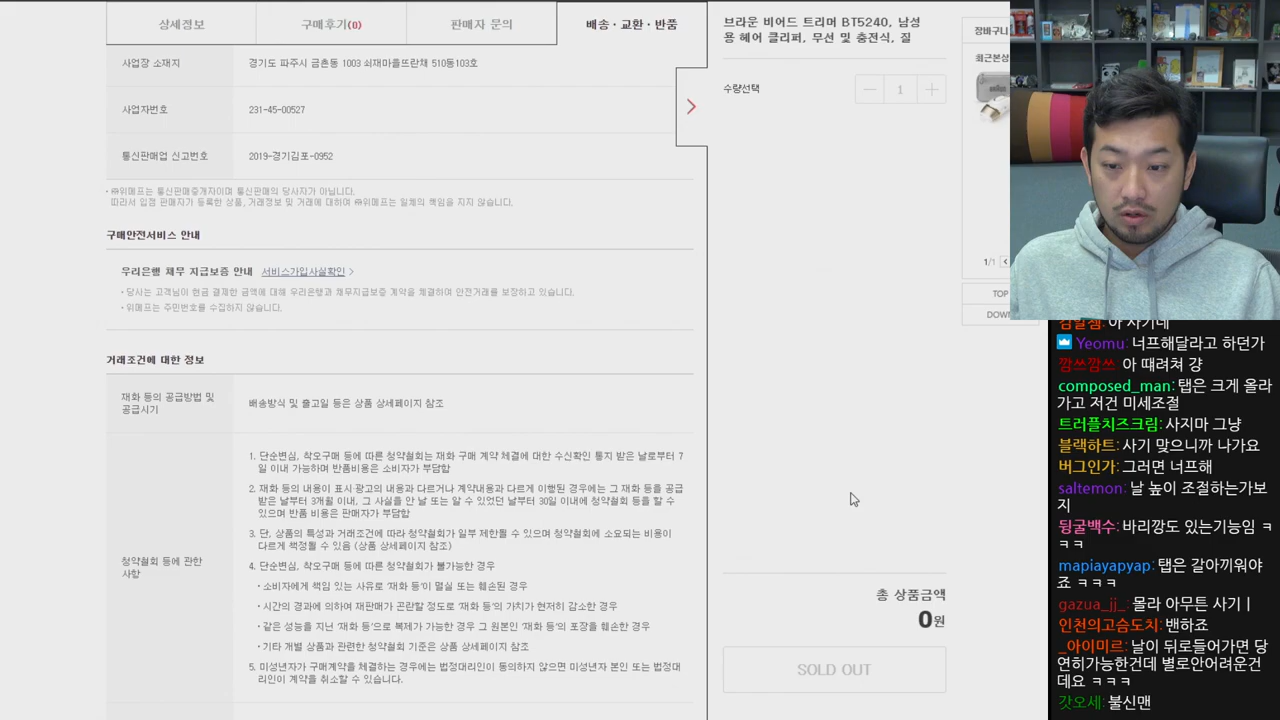 상세정보
구매후기(0)
판매자 문의
배송 · 교환 · 반품
사업장 소재지
경기도 파주시 금촌동 1003 쇠재마을뜨란채 510동103호
사업자번호
231-45-00527
통신판매업 신고번호
2019-경기김포-0952
• ㈜위메프는 통신판매중개자이며 통신판매의 당사자가 아닙니다.
따라서 입점 판매자가 등록한 상품, 거래정보 및 거래에 대하여 ㈜위메프는 일체의 책임을 지지 않습니다.
구매안전서비스 안내
우리은행 채무 지급보증 안내 서비스가입사실확인 >
• 당사는 고객님이 현금 결제한 금액에 대해 우리은행과 채무지급보증 계약을 체결하여 안전거래를 보장하고 있습니다.
• 위메프는 주민번호를 수집하지 않습니다.
거래조건에 대한 정보
재화 등의 공급방법 및
공급시기
배송방식 및 출고일 등은 상품 상세페이지 참조
청약철회 등에 관한
사항
1. 단순변심, 착오구매 등에 따른 청약철회는 재화 구매 계약 체결에 대한 수신확인 통지 받은 날로부터 7
일 이내 가능하며 반품비용은 소비자가 부담함
2. 재화 등의 내용이 표시·광고의 내용과 다르거나 계약내용과 다르게 이행된 경우에는 그 재화 등을 공급
받은 날부터 3개월 이내, 그 사실을 안 날 또는 알 수 있었던 날부터 30일 이내에 청약철회 등을 할 수
있으며 반품 비용은 판매자가 부담함
3. 단, 상품의 특성과 거래조건에 따라 청약철회가 일부 제한될 수 있으며 청약철회에 소요되는 비용이
다르게 책정될 수 있음 (상품 상세페이지 참조)
4. 단순변심, 착오구매 등에 따른 청약철회가 불가능한 경우
• 소비자에게 책임 있는 사유로 '재화 등'이 멸실 또는 훼손된 경우
• 시간의 경과에 의하여 재판매가 곤란할 정도로 '재화 등'의 가치가 현저히 감소한 경우
• 같은 성능을 지닌 '재화 등'으로 복제가 가능한 경우 그 원본인 '재화 등'의 포장을 훼손한 경우
• 기타 개별 상품과 관련한 청약철회 기준은 상품 상세페이지 참조
5. 미성년자가 구매계약을 체결하는 경우에는 법정대리인이 동의하지 않으면 미성년자 본인 또는 법정대
리인이 계약을 취소할 수 있습니다.
브라운 비어드 트리머 BT5240, 남성
용 헤어 클리퍼, 무선 및 충전식, 질
수량선택
1
총 상품금액
0원
SOLD OUT
장바구니
최근본상
1/1
TOP
DOW
김알젬: 아 사기네
Yeomu: 너프해달라고 하던가
깜쓰깜쓰 아 때려쳐 걍
composed_man: 탭은 크게 올라
가고 저건 미세조절
트러플치즈크림: 사지마 그냥
블랙하트: 사기 맞으니까 나가요
버그인가: 그러면 너프해
saltemon: 날 높이 조절하는가보
지
뒹굴백수: 바리깡도 있는기능임 ㅋ
ㅋㅋ
mapiayapyap: 탭은 갈아끼워야
죠 ㅋㅋㅋ
gazua_jj_: 몰라 아무튼 사기ㅣ
인천의고슴도치: 밴하죠
_아이미르: 날이 뒤로들어가면 당
연히가능한건데 별로안어려운건
데요 ㅋㅋㅋ
갓오세: 불신맨